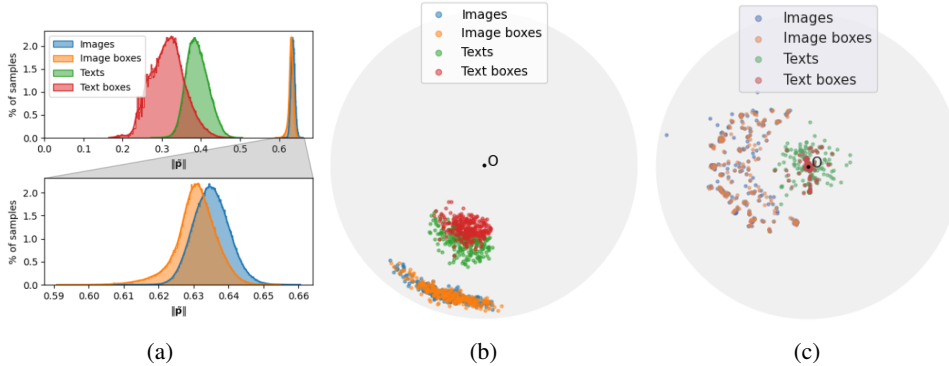 % of samples
2.0
1.5
1.0
0.5
0.0
Images
Image boxes
Texts
Text boxes
0.0 0.1 0.2 0.3 0.4 0.5 0.6
‖p̄‖
% of samples
2.0
1.5
1.0
0.5
0.0
0.59 0.60 0.61 0.62 0.63 0.64 0.65 0.66
‖p̄‖
(a)
Images
Image boxes
Texts
Text boxes
O
(b)
Images
Image boxes
Texts
Text boxes
O
(c)